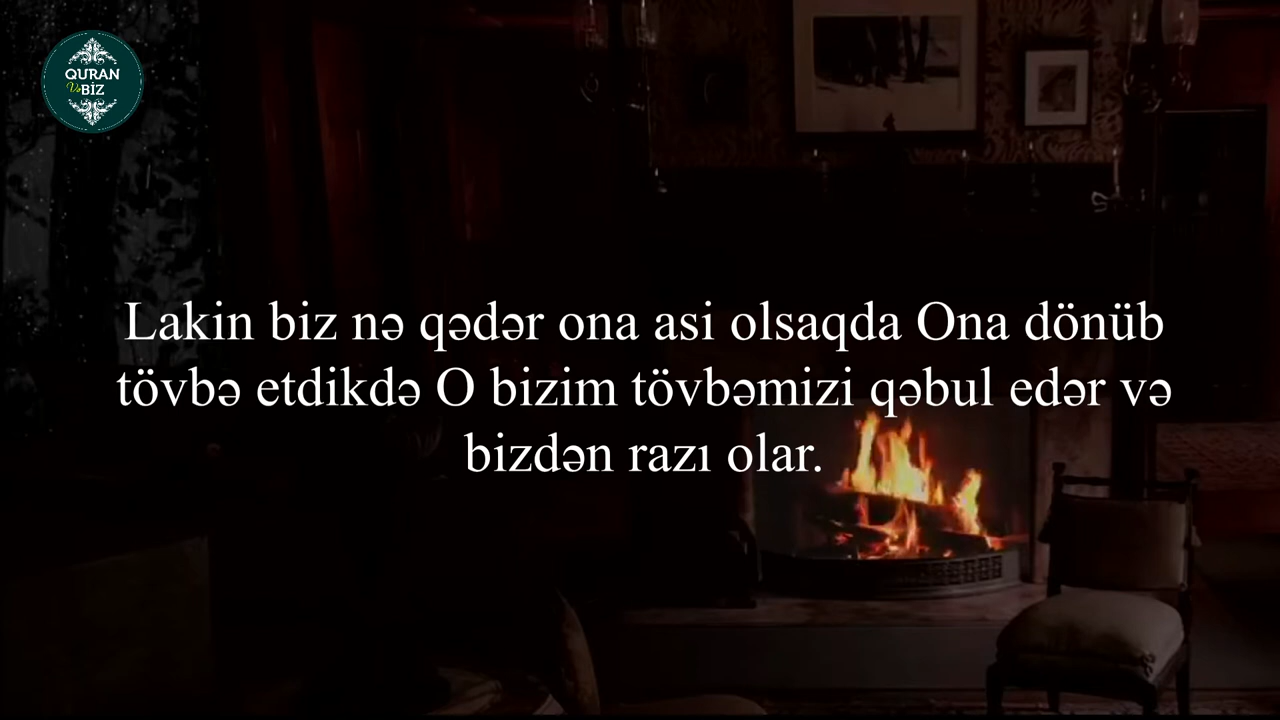 QURAN
Və BİZ
Lakin biz nə qədər ona asi olsaqda Ona dönüb
tövbə etdikdə O bizim tövbəmizi qəbul edər və
bizdən razı olar.